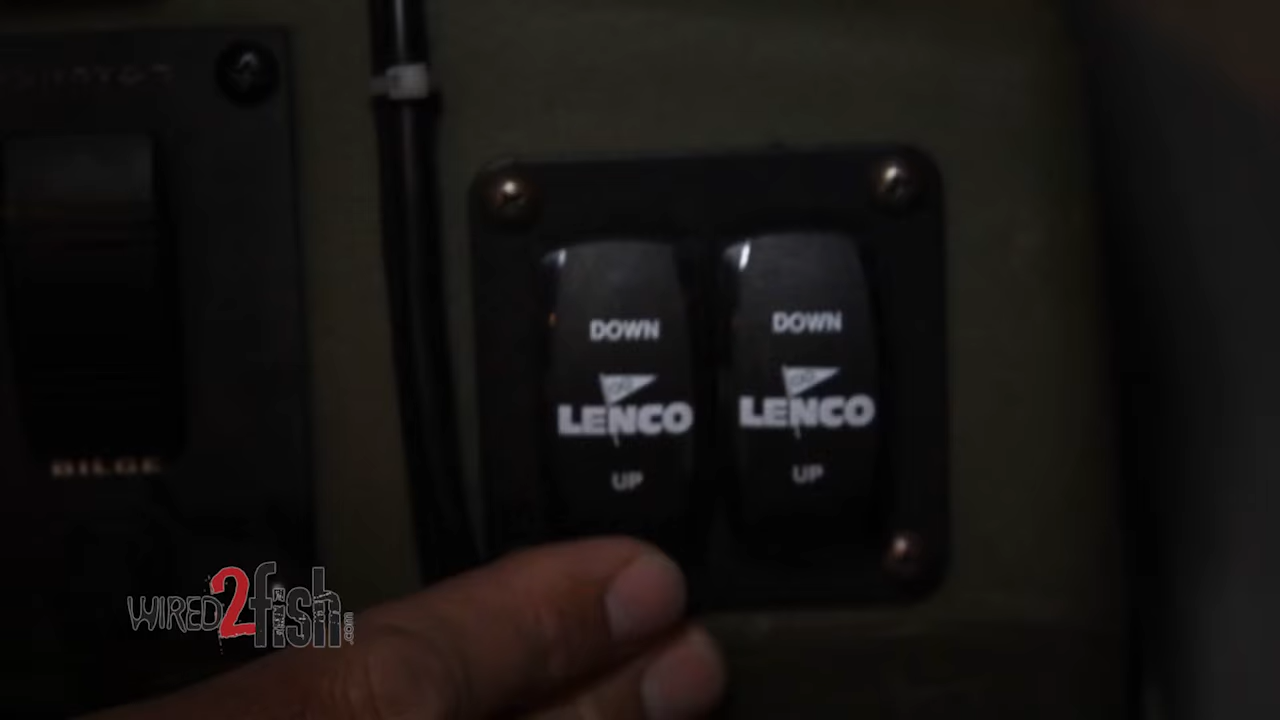 DOWN
LENCO
UP
DOWN
LENCO
UP
BILGE
WIRED2fish.com